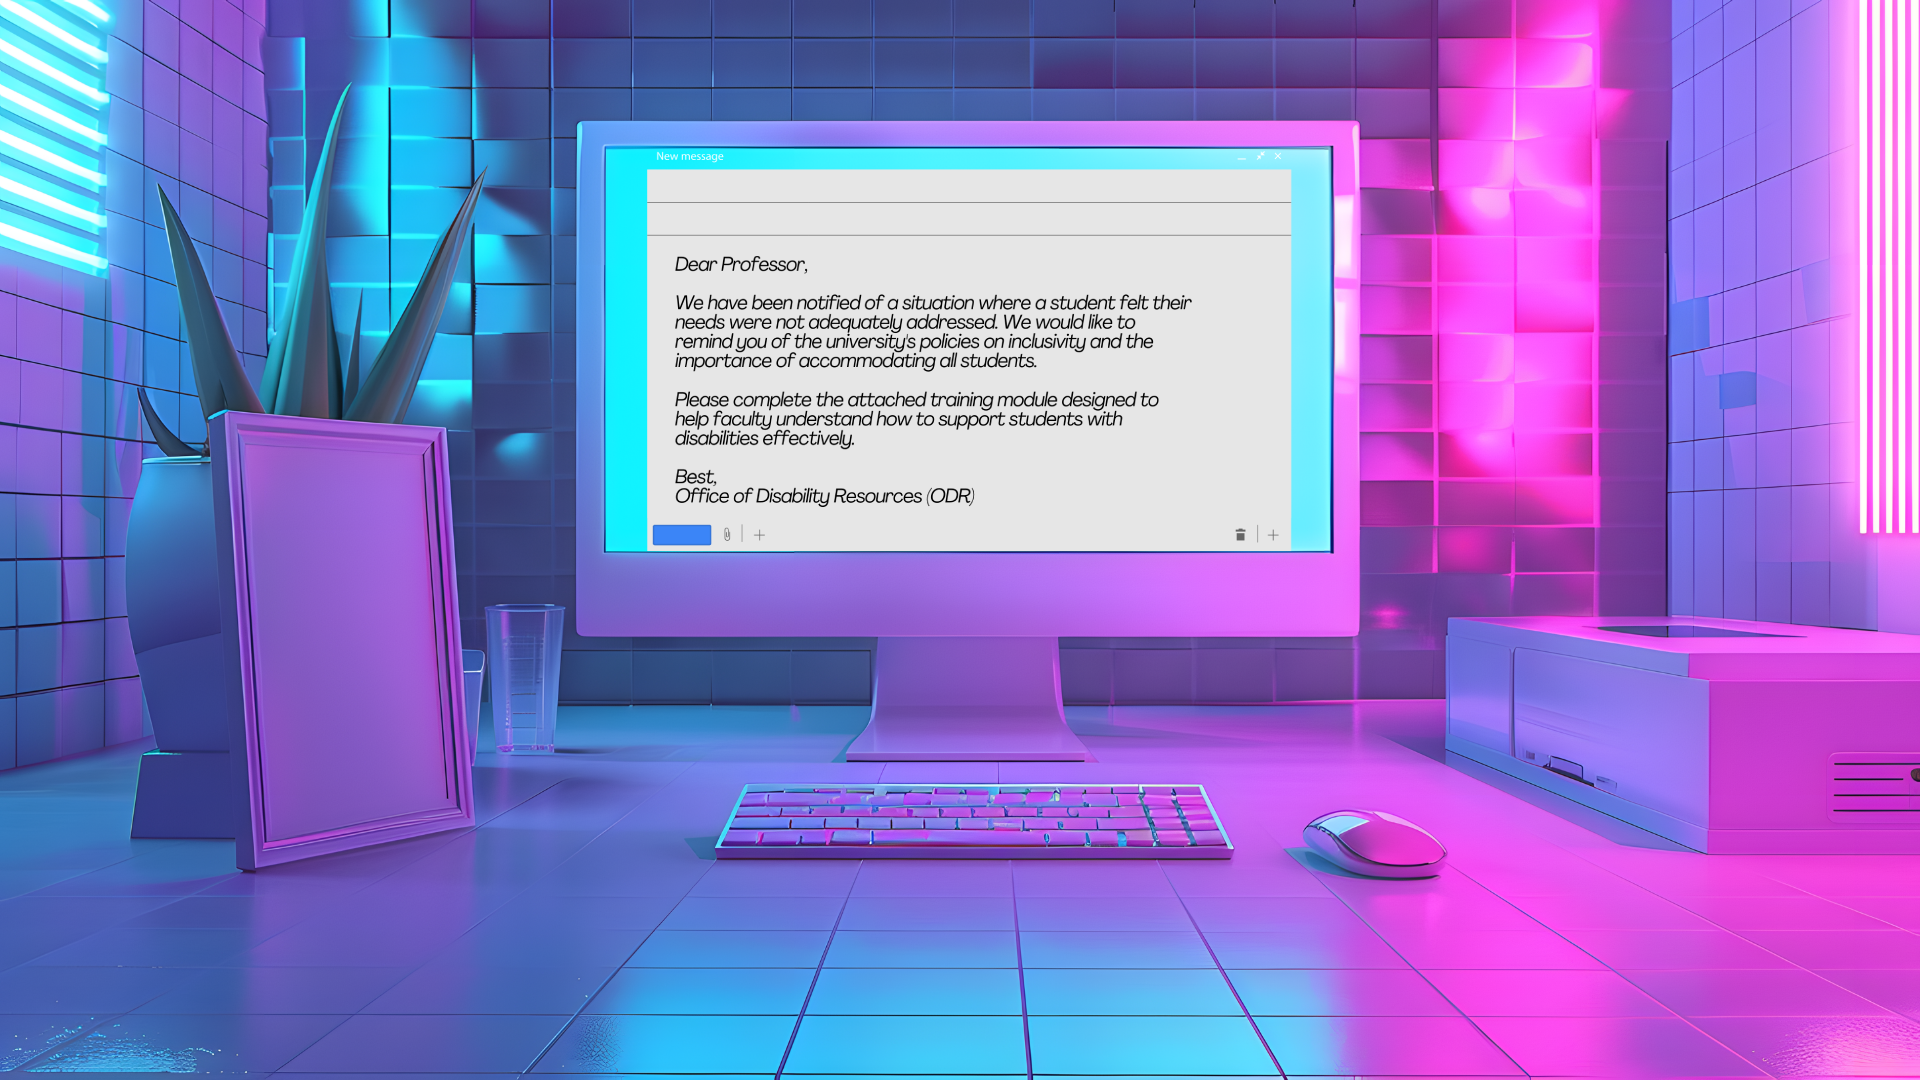 New message
Dear Professor,
We have been notified of a situation where a student felt their
needs were not adequately addressed. We would like to
remind you of the university's policies on inclusivity and the
importance of accommodating all students.
Please complete the attached training module designed to
help faculty understand how to support students with
disabilities effectively.
Best,
Office of Disability Resources (ODR)